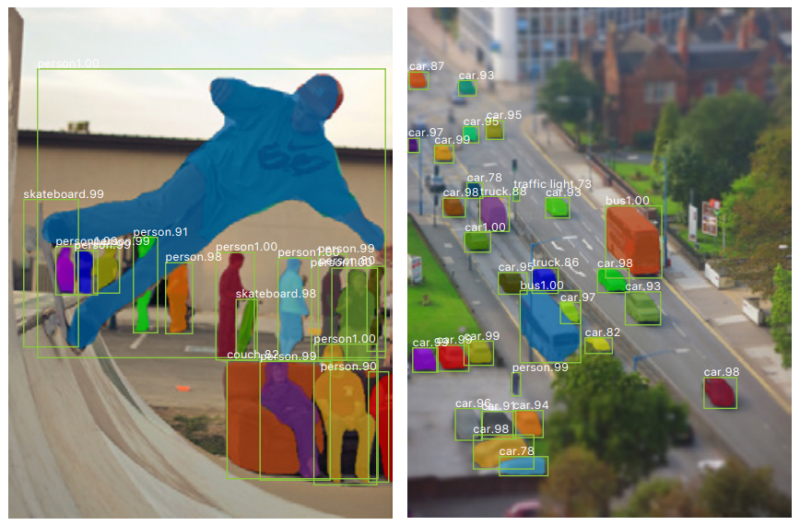 person1.00
skateboard.99
person.91
person.98
person1.00
person1.00
person.99
skateboard.98
person1.00
couch.82
person.99
person.90
car.87
car.93
car.95
car.95
car.97
car.99
car.78
traffic light.73
car.98
truck.88
car.93
bus1.00
car1.00
car.95
truck.86
car.98
bus1.00
car.97
car.93
car.82
car.99
car.99
car.99
person.99
car.98
car.96
car.91
car.94
car.98
car.78